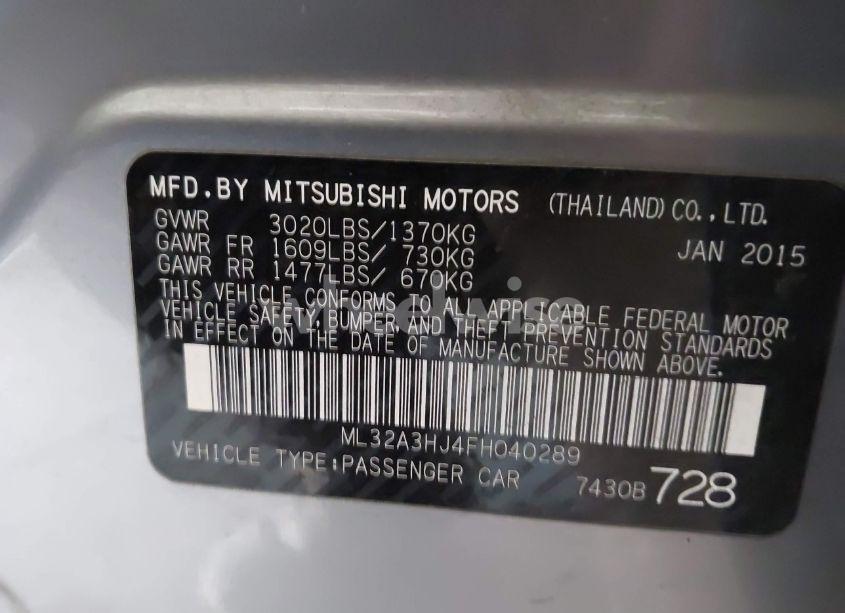 MFD.BY MITSUBISHI MOTORS (THAILAND) CO.,LTD.
GVWR 3020LBS/1370KG JAN 2015
GAWR FR 1609LBS/ 730KG
GAWR RR 1477LBS/ 670KG
THIS VEHICLE CONFORMS TO ALL APPLICABLE FEDERAL MOTOR
VEHICLE SAFETY, BUMPER, AND THEFT PREVENTION STANDARDS
IN EFFECT ON THE DATE OF MANUFACTURE SHOWN ABOVE.
ML32A3HJ4FH040289
VEHICLE TYPE:PASSENGER CAR 7430B 728